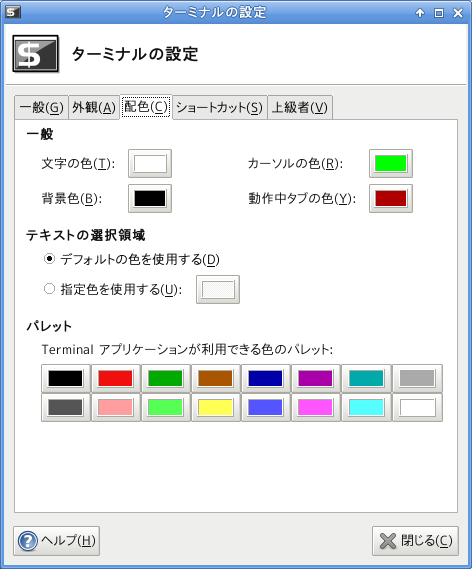 ターミナルの設定
$ ターミナルの設定
一般(G) 外観(A) 配色(C) ショートカット(S) 上級者(V)
一般
文字の色(T): カーソルの色(R):
背景色(B): 動作中タブの色(Y):
テキストの選択領域
デフォルトの色を使用する(D)
指定色を使用する(U):
パレット
Terminal アプリケーションが利用できる色のパレット:
ヘルプ(H) 閉じる(C)